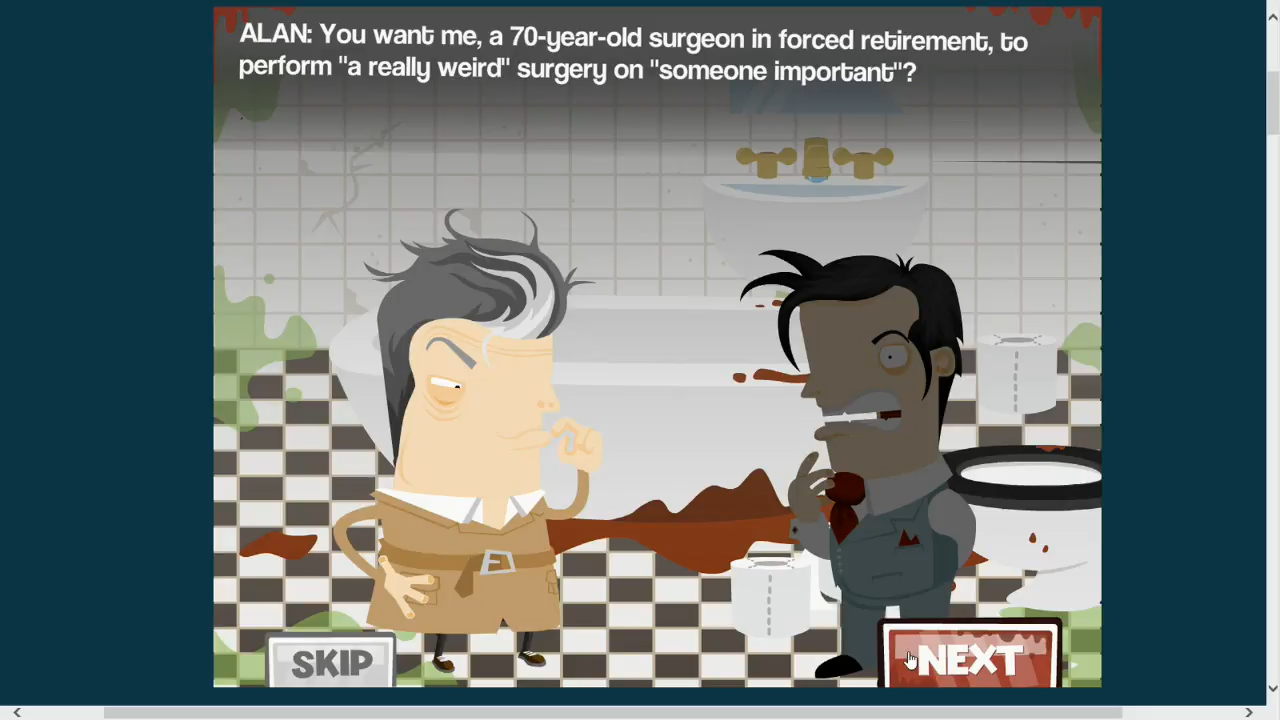 ALAN: You want me, a 70-year-old surgeon in forced retirement, to
perform "a really weird" surgery on "someone important"?
SKIP
NEXT